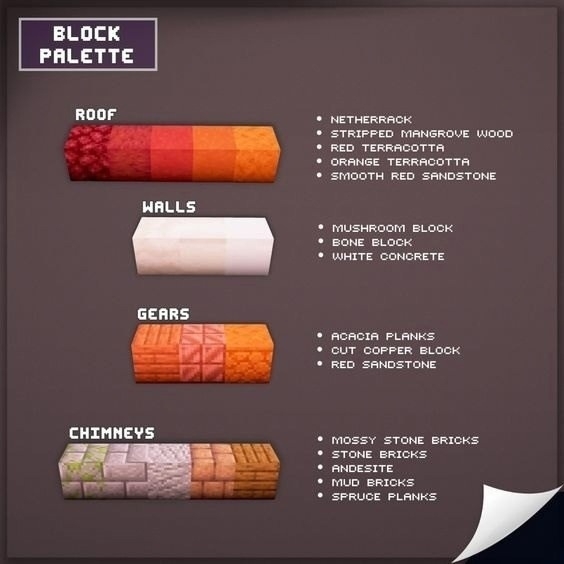 BLOCK
PALETTE
ROOF
• NETHERRACK
• STRIPPED MANGROVE WOOD
• RED TERRACOTTA
• ORANGE TERRACOTTA
• SMOOTH RED SANDSTONE
WALLS
• MUSHROOM BLOCK
• BONE BLOCK
• WHITE CONCRETE
GEARS
• ACACIA PLANKS
• CUT COPPER BLOCK
• RED SANDSTONE
CHIMNEYS
• MOSSY STONE BRICKS
• STONE BRICKS
• ANDESITE
• MUD BRICKS
• SPRUCE PLANKS